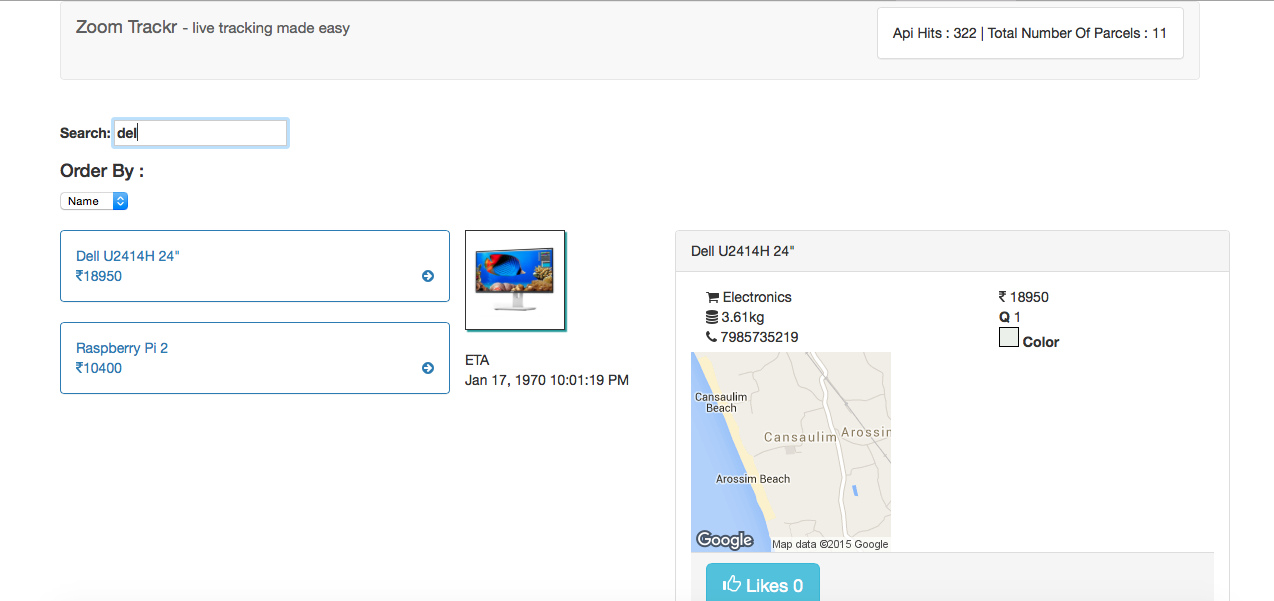 Zoom Trackr - live tracking made easy
Api Hits : 322 | Total Number Of Parcels : 11
Search: del
Order By :
Name
Dell U2414H 24"
₹18950
Raspberry Pi 2
₹10400
ETA
Jan 17, 1970 10:01:19 PM
Dell U2414H 24"
Electronics
₹ 18950
3.61kg
Q 1
7985735219
Color
Cansaulim
Beach
Cansaulim
Arossim
Arossim Beach
Google
Map data ©2015 Google
Likes 0